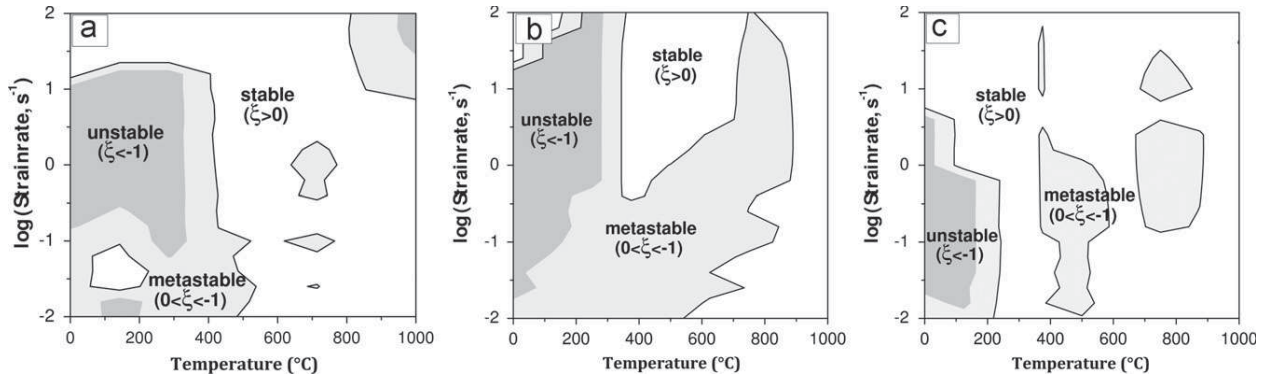 a
2
1
0
-1
-2
log (Strainrate, s⁻¹)
unstable
(ξ<-1)
stable
(ξ>0)
metastable
(0<ξ<-1)
0 200 400 600 800 1000
Temperature (°C)
b
2
1
0
-1
-2
log (Strainrate, s⁻¹)
stable
(ξ>0)
unstable
(ξ<-1)
metastable
(0<ξ<-1)
0 200 400 600 800 1000
Temperature (°C)
c
2
1
0
-1
-2
log (Strainrate, s⁻¹)
stable
(ξ>0)
metastable
(0<ξ<-1)
unstable
(ξ<-1)
0 200 400 600 800 1000
Temperature (°C)